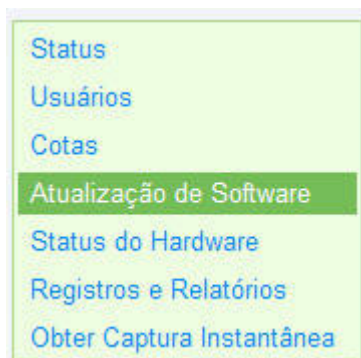 Status
Usuários
Cotas
Atualização de Software
Status do Hardware
Registros e Relatórios
Obter Captura Instantânea